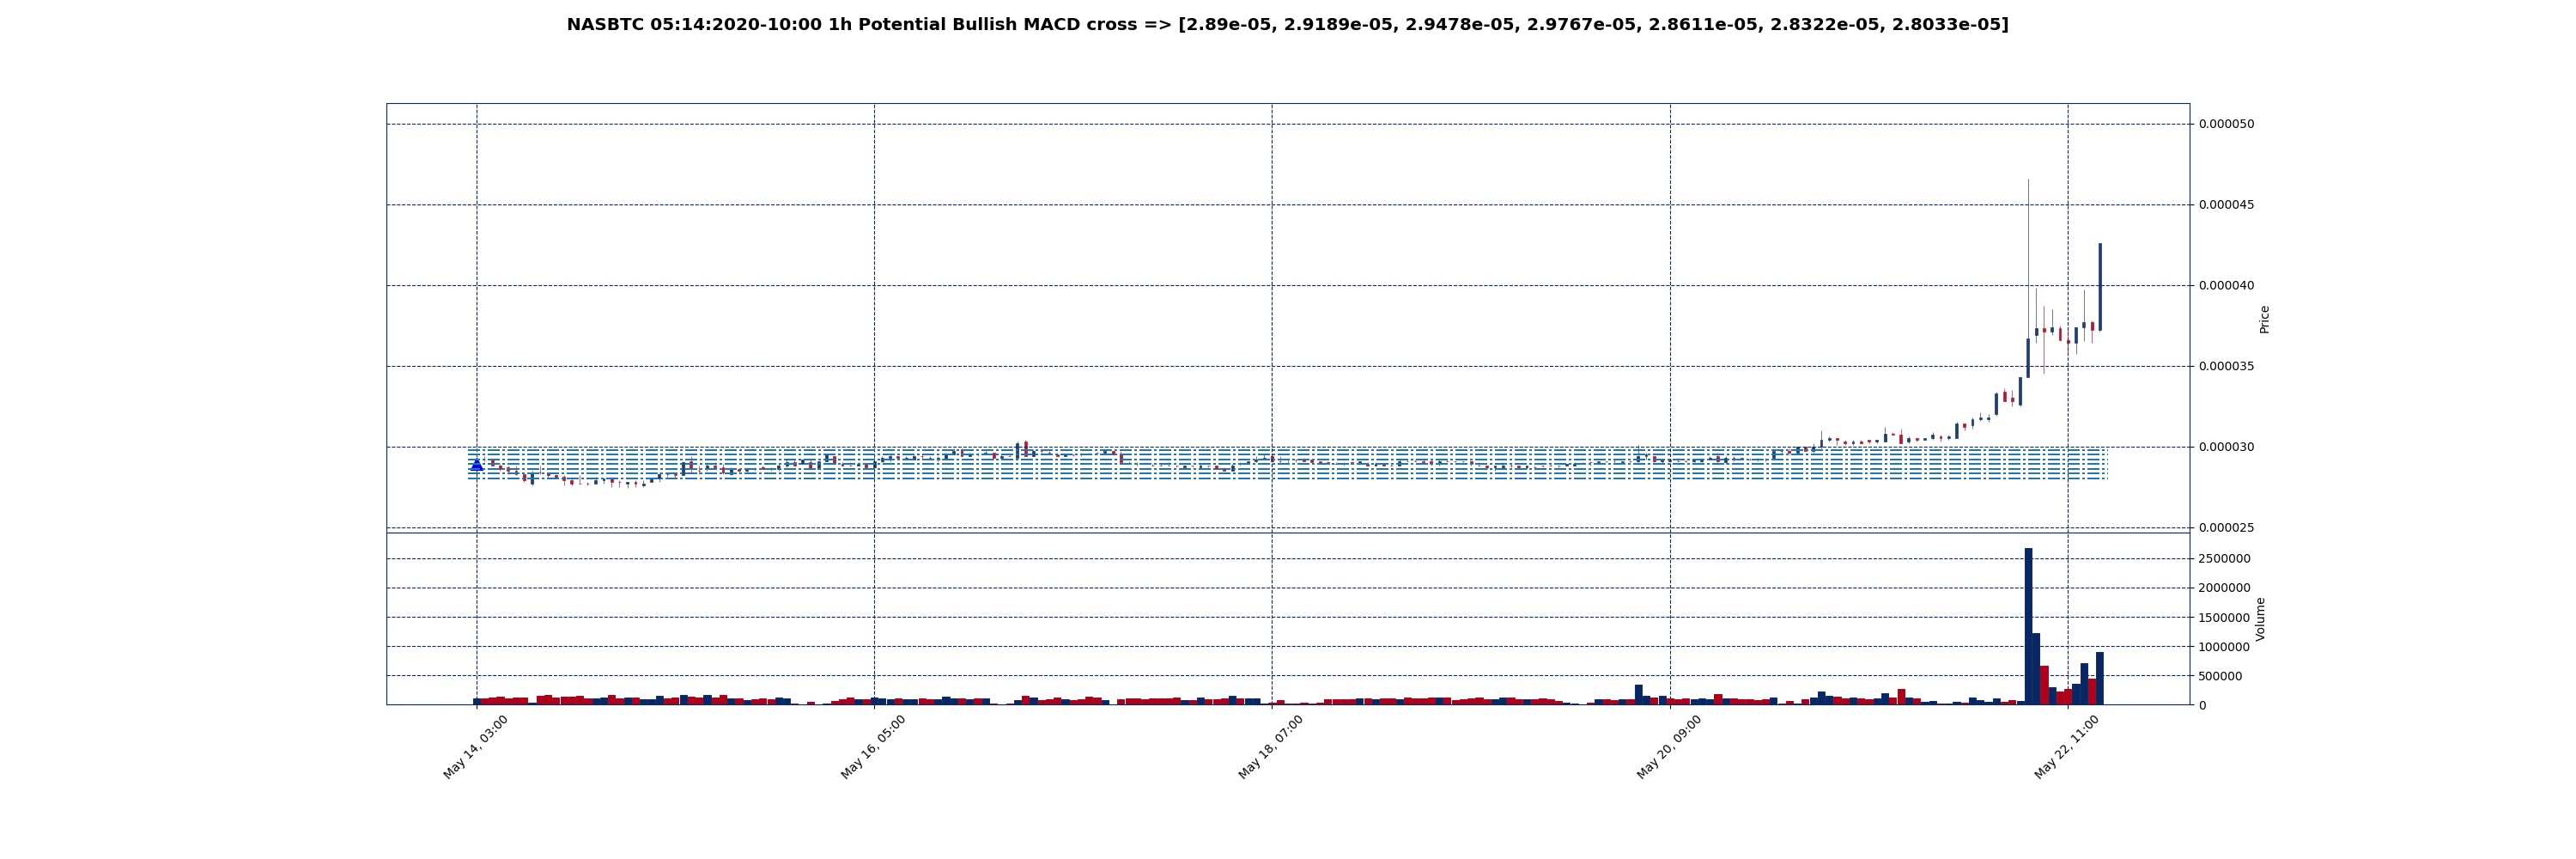 NASBTC 05:14:2020-10:00 1h Potential Bullish MACD cross => [2.89e-05, 2.9189e-05, 2.9478e-05, 2.9767e-05, 2.8611e-05, 2.8322e-05, 2.8033e-05]
0.000050
0.000045
0.000040
Price
0.000035
0.000030
0.000025
2500000
2000000
1500000
Volume
1000000
500000
0
May 14, 03:00
May 16, 05:00
May 18, 07:00
May 20, 09:00
May 22, 11:00